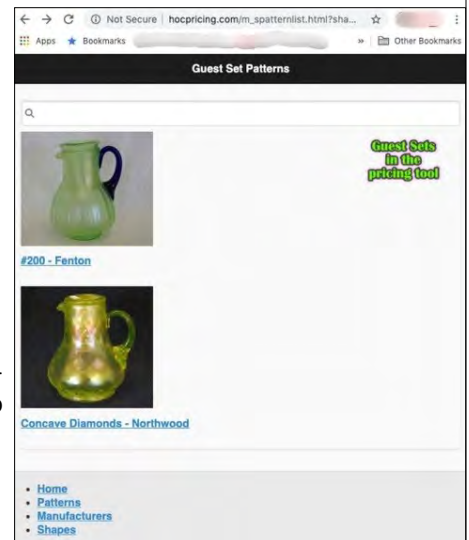 Not Secure | hocpricing.com/m_spatternlist.html?sha...
Apps Bookmarks » Other Bookmarks
Guest Set Patterns
Guest Sets
in the
pricing tool
#200 - Fenton
Concave Diamonds - Northwood
• Home
• Patterns
• Manufacturers
• Shapes